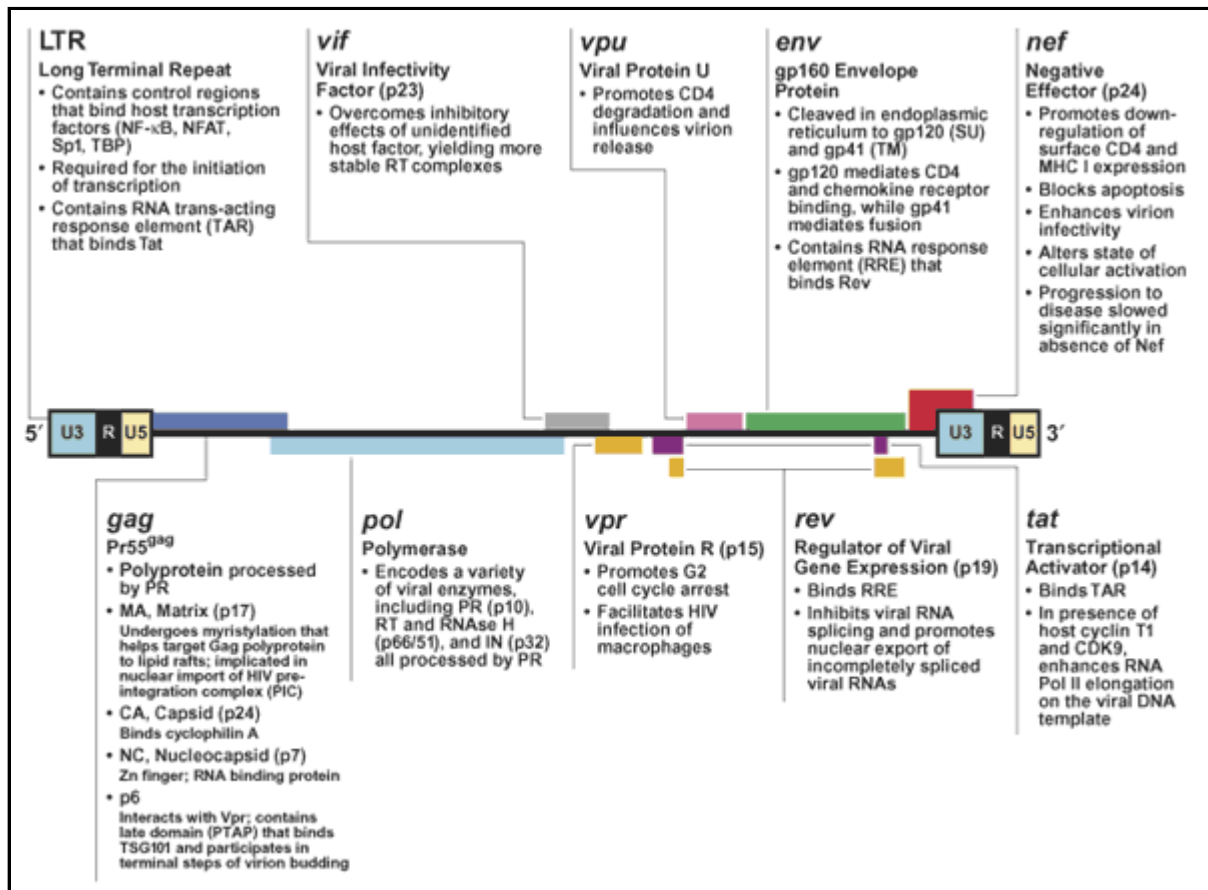 LTR
Long Terminal Repeat
• Contains control regions
that bind host transcription
factors (NF-κB, NFAT,
Sp1, TBP)
• Required for the initiation
of transcription
• Contains RNA trans-acting
response element (TAR)
that binds Tat
vif
Viral Infectivity
Factor (p23)
• Overcomes inhibitory
effects of unidentified
host factor, yielding more
stable RT complexes
vpu
Viral Protein U
• Promotes CD4
degradation and
influences virion
release
env
gp160 Envelope
Protein
• Cleaved in endoplasmic
reticulum to gp120 (SU)
and gp41 (TM)
• gp120 mediates CD4
and chemokine receptor
binding, while gp41
mediates fusion
• Contains RNA response
element (RRE) that
binds Rev
nef
Negative
Effector (p24)
• Promotes down-
regulation of
surface CD4 and
MHC I expression
• Blocks apoptosis
• Enhances virion
infectivity
• Alters state of
cellular activation
• Progression to
disease slowed
significantly in
absence of Nef
5′ U3 R U5 U3 R U5 3′
gag
Pr55gag
• Polyprotein processed
by PR
• MA, Matrix (p17)
Undergoes myristylation that
helps target Gag polyprotein
to lipid rafts; implicated in
nuclear import of HIV pre-
integration complex (PIC)
• CA, Capsid (p24)
Binds cyclophilin A
• NC, Nucleocapsid (p7)
Zn finger; RNA binding protein
• p6
Interacts with Vpr; contains
late domain (PTAP) that binds
TSG101 and participates in
terminal steps of virion budding
pol
Polymerase
• Encodes a variety
of viral enzymes,
including PR (p10),
RT and RNAse H
(p66/51), and IN (p32)
all processed by PR
vpr
Viral Protein R (p15)
• Promotes G2
cell cycle arrest
• Facilitates HIV
infection of
macrophages
rev
Regulator of Viral
Gene Expression (p19)
• Binds RRE
• Inhibits viral RNA
splicing and promotes
nuclear export of
incompletely spliced
viral RNAs
tat
Transcriptional
Activator (p14)
• Binds TAR
• In presence of
host cyclin T1
and CDK9,
enhances RNA
Pol II elongation
on the viral DNA
template